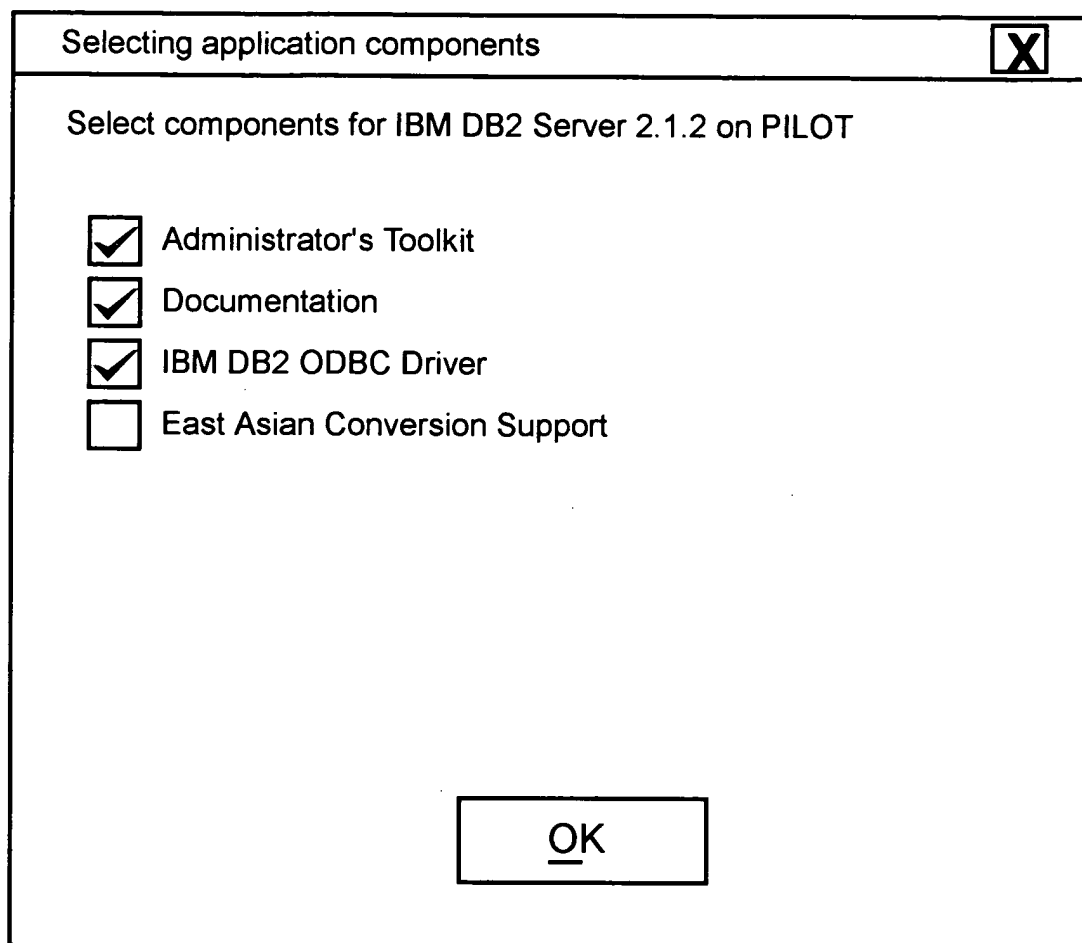 Selecting application components
X
Select components for IBM DB2 Server 2.1.2 on PILOT
Administrator's Toolkit
Documentation
IBM DB2 ODBC Driver
East Asian Conversion Support
OK